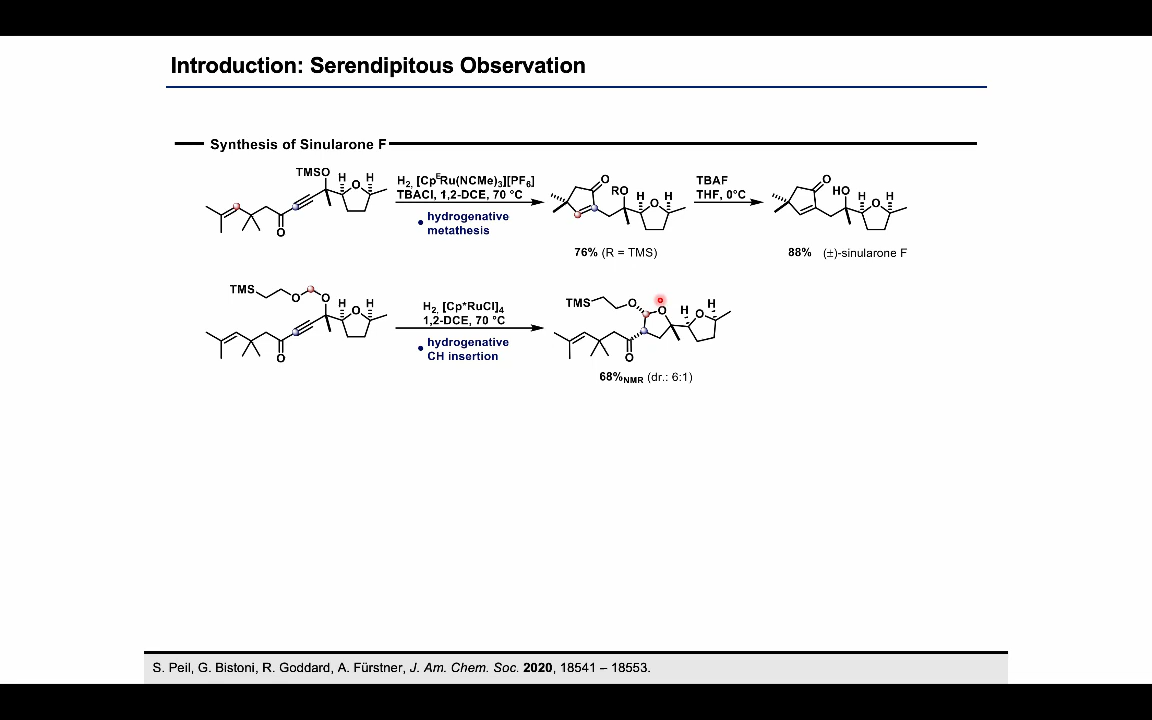 Introduction: Serendipitous Observation
Synthesis of Sinularone F
TMSO H H
O
O
H₂, [CpᴱRu(NCMe)₃][PF₆]
TBACl, 1,2-DCE, 70 °C
• hydrogenative
metathesis
O
RO H H
O
76% (R = TMS)
TBAF
THF, 0°C
O
HO H H
O
88% (±)-sinularone F
TMS
O O
H H
O
O
H₂, [Cp*RuCl]₄
1,2-DCE, 70 °C
• hydrogenative
CH insertion
TMS O
O H H
O
O
68%NMR (dr.: 6:1)
S. Peil, G. Bistoni, R. Goddard, A. Fürstner, J. Am. Chem. Soc. 2020, 18541 – 18553.